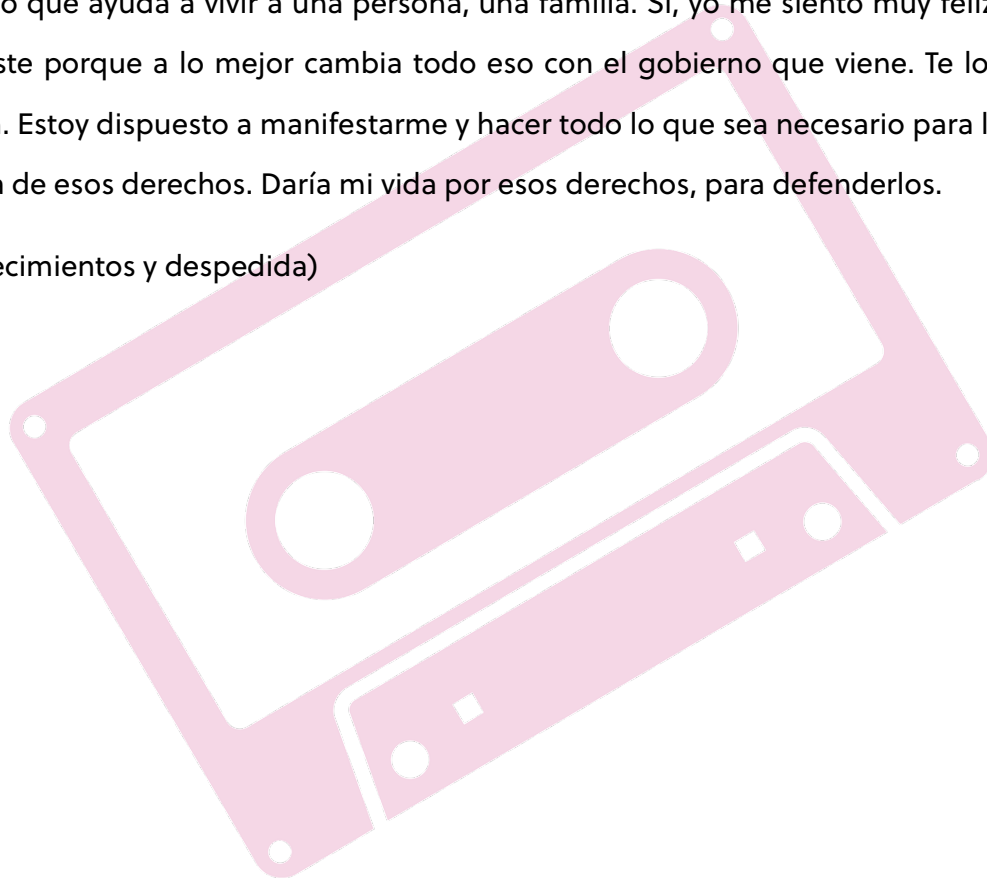 o que ayuda a vivir a una persona, una familia. Sí, yo me siento muy feliz
ste porque a lo mejor cambia todo eso con el gobierno que viene. Te lo
. Estoy dispuesto a manifestarme y hacer todo lo que sea necesario para l
de esos derechos. Daría mi vida por esos derechos, para defenderlos.
ecimientos y despedida)